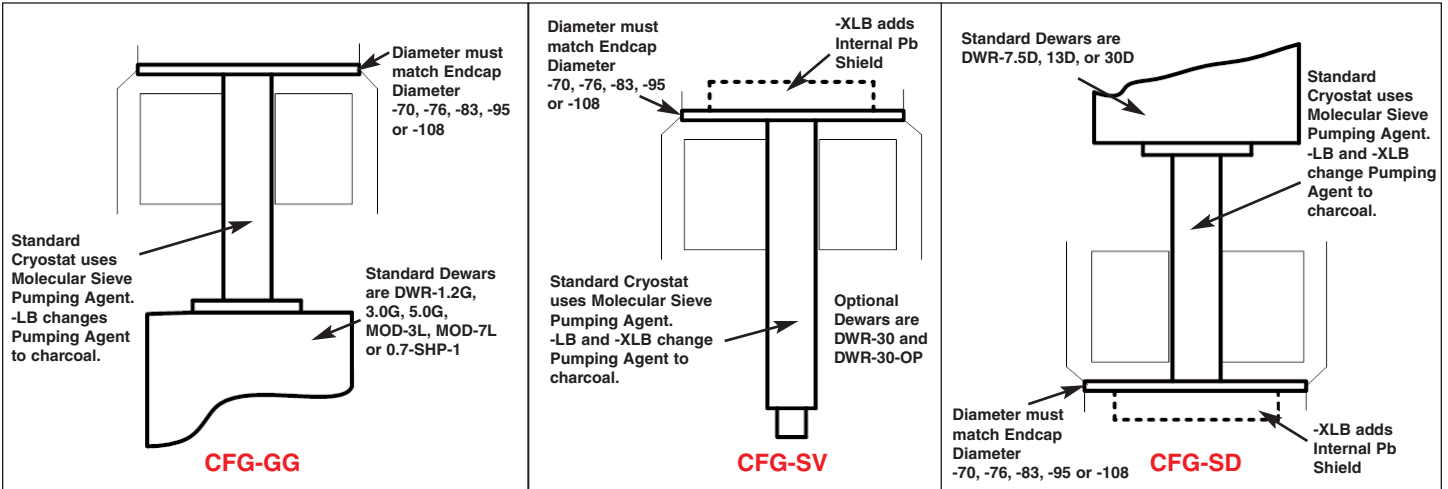 Diameter must
match Endcap
Diameter
-70, -76, -83, -95
or -108
Standard
Cryostat uses
Molecular Sieve
Pumping Agent.
-LB changes
Pumping Agent
to charcoal.
Standard Dewars
are DWR-1.2G,
3.0G, 5.0G,
MOD-3L, MOD-7L
or 0.7-SHP-1
CFG-GG
Diameter must
match Endcap
Diameter
-70, -76, -83, -95
or -108
-XLB adds
Internal Pb
Shield
Standard Cryostat
uses Molecular Sieve
Pumping Agent.
-LB and -XLB change
Pumping Agent to
charcoal.
Optional
Dewars are
DWR-30 and
DWR-30-OP
CFG-SV
Standard Dewars are
DWR-7.5D, 13D, or 30D
Standard
Cryostat uses
Molecular Sieve
Pumping Agent.
-LB and -XLB
change Pumping
Agent to
charcoal.
Diameter must
match Endcap
Diameter
-70, -76, -83, -95 or -108
-XLB adds
Internal Pb
Shield
CFG-SD